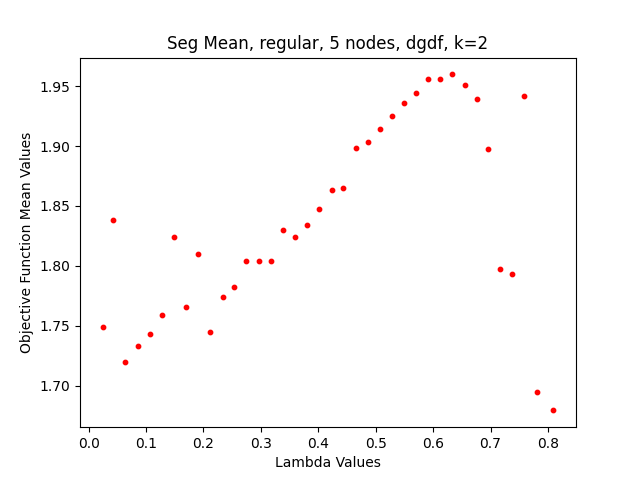 Seg Mean, regular, 5 nodes, dgdf, k=2
Objective Function Mean Values
1.95
1.90
1.85
1.80
1.75
1.70
0.0 0.1 0.2 0.3 0.4 0.5 0.6 0.7 0.8
Lambda Values